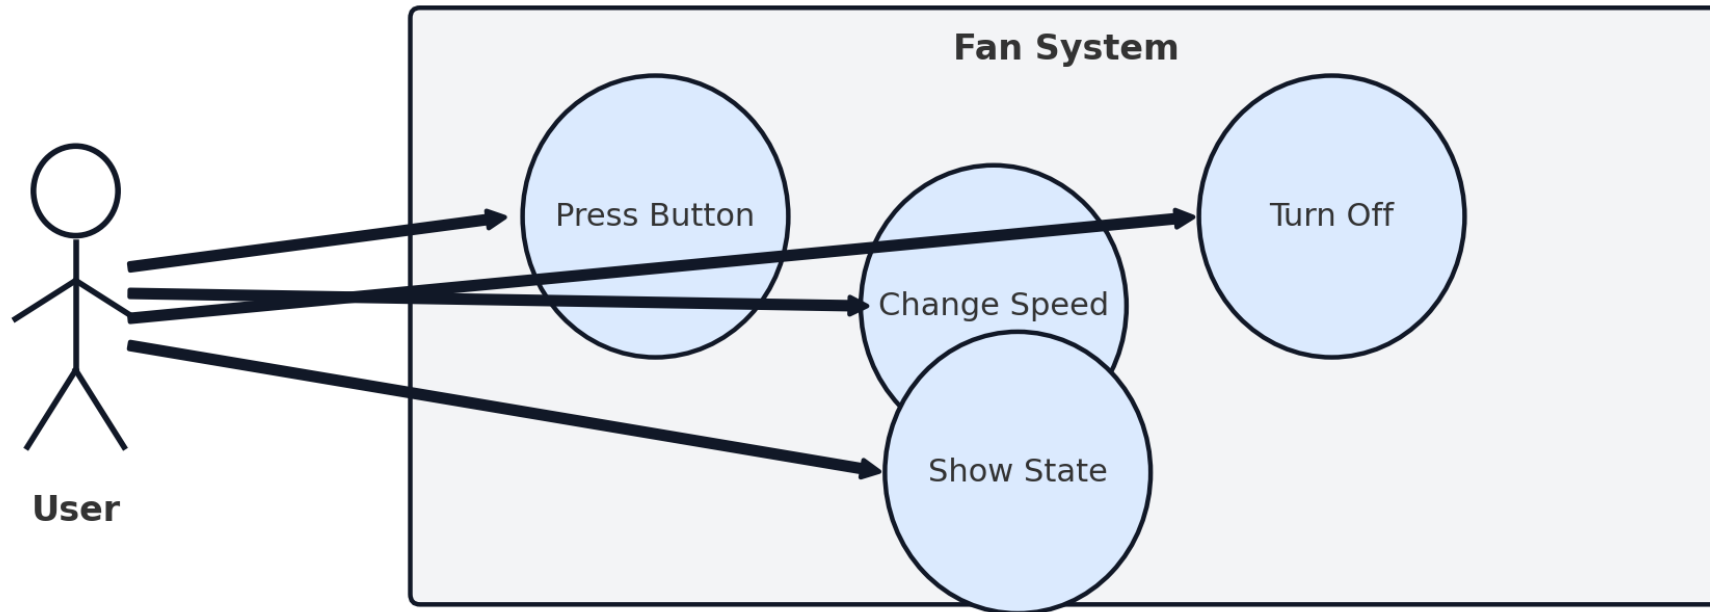 Fan System
Press Button
Turn Off
Change Speed
Show State
User